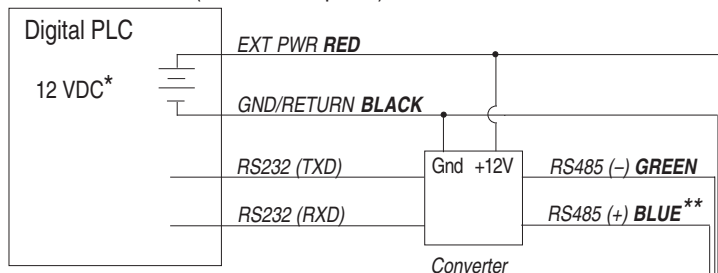 Digital PLC
EXT PWR RED
12 VDC*
GND/RETURN BLACK
RS232 (TXD)
Gnd +12V
RS485 (−) GREEN
RS232 (RXD)
RS485 (+) BLUE**
Converter